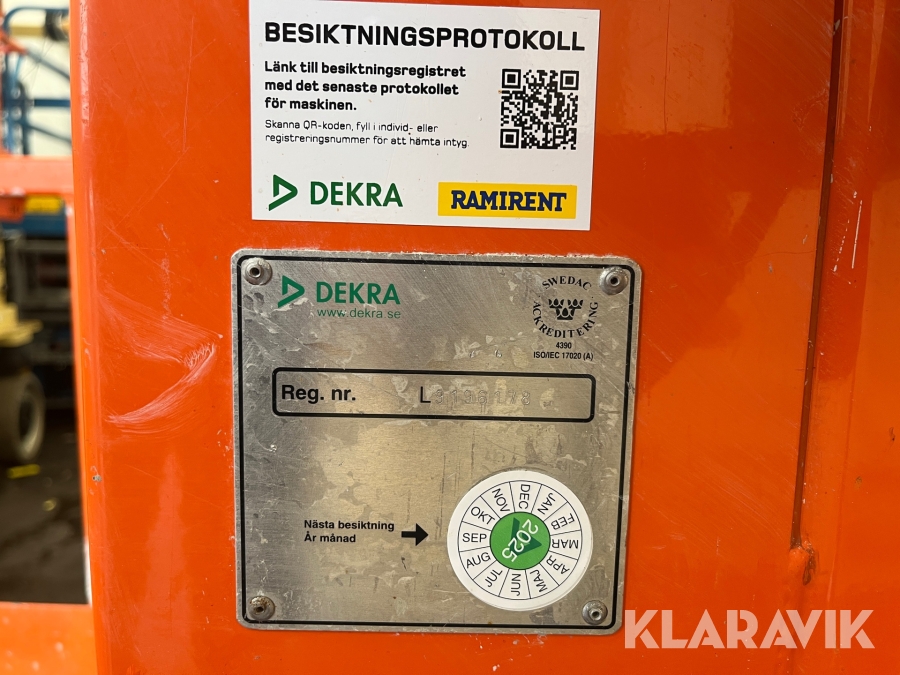 BESIKTNINGSPROTOKOLL
Länk till besiktningsregistret
med det senaste protokollet
för maskinen.
Skanna QR-koden, fyll i individ- eller
registreringsnummer för att hämta intyg.
DEKRA
RAMIRENT
DEKRA
www.dekra.se
SWEDAC
ACKREDITERING
4390
ISO/IEC 17020 (A)
Reg. nr.
Nästa besiktning
År månad
JAN
FEB
MAR
APR
MAJ
JUN
JUL
AUG
SEP
OKT
NOV
DEC
2025
KLARAVIK